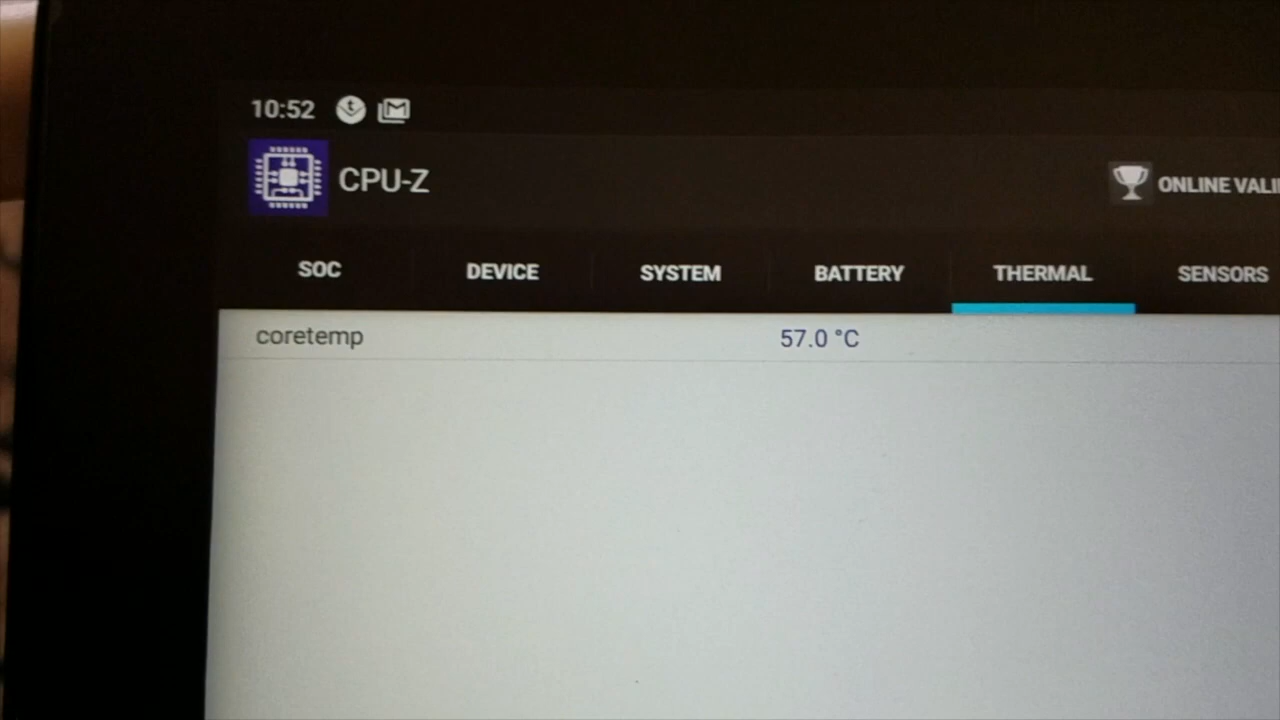 10:52
CPU-Z
ONLINE VALI
SOC DEVICE SYSTEM BATTERY THERMAL SENSORS
coretemp 57.0 °C